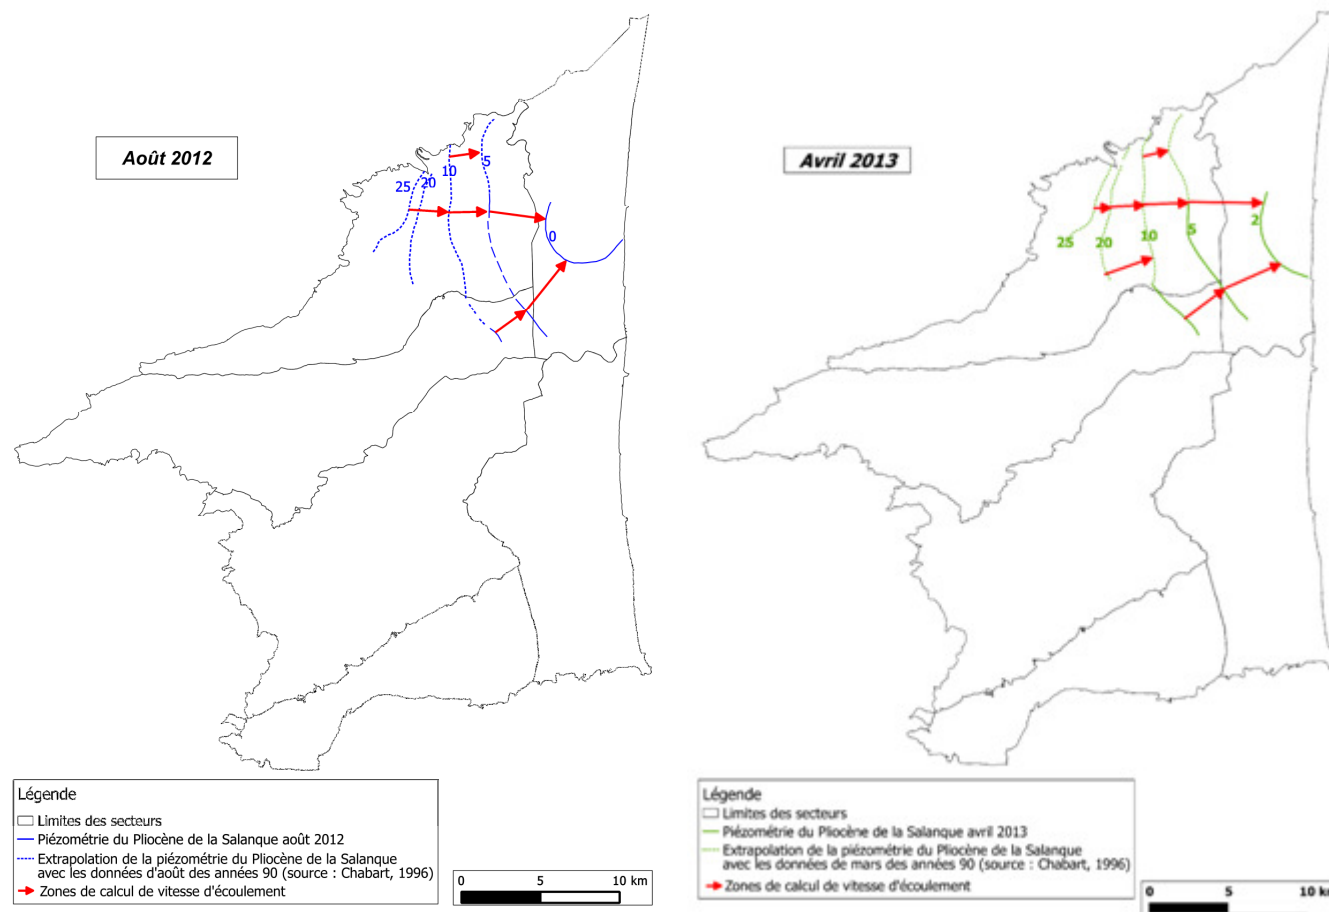 Août 2012
25
20
10
5
0
Légende
Limites des secteurs
Piézométrie du Pliocène de la Salanque août 2012
Extrapolation de la piézométrie du Pliocène de la Salanque
avec les données d'août des années 90 (source : Chabart, 1996)
Zones de calcul de vitesse d'écoulement
0 5 10 km
Avril 2013
25
20
10
5
2
Légende
Limites des secteurs
Piézométrie du Pliocène de la Salanque avril 2013
Extrapolation de la piézométrie du Pliocène de la Salanque
avec les données de mars des années 90 (source : Chabart, 1996)
Zones de calcul de vitesse d'écoulement
0 5 10 k